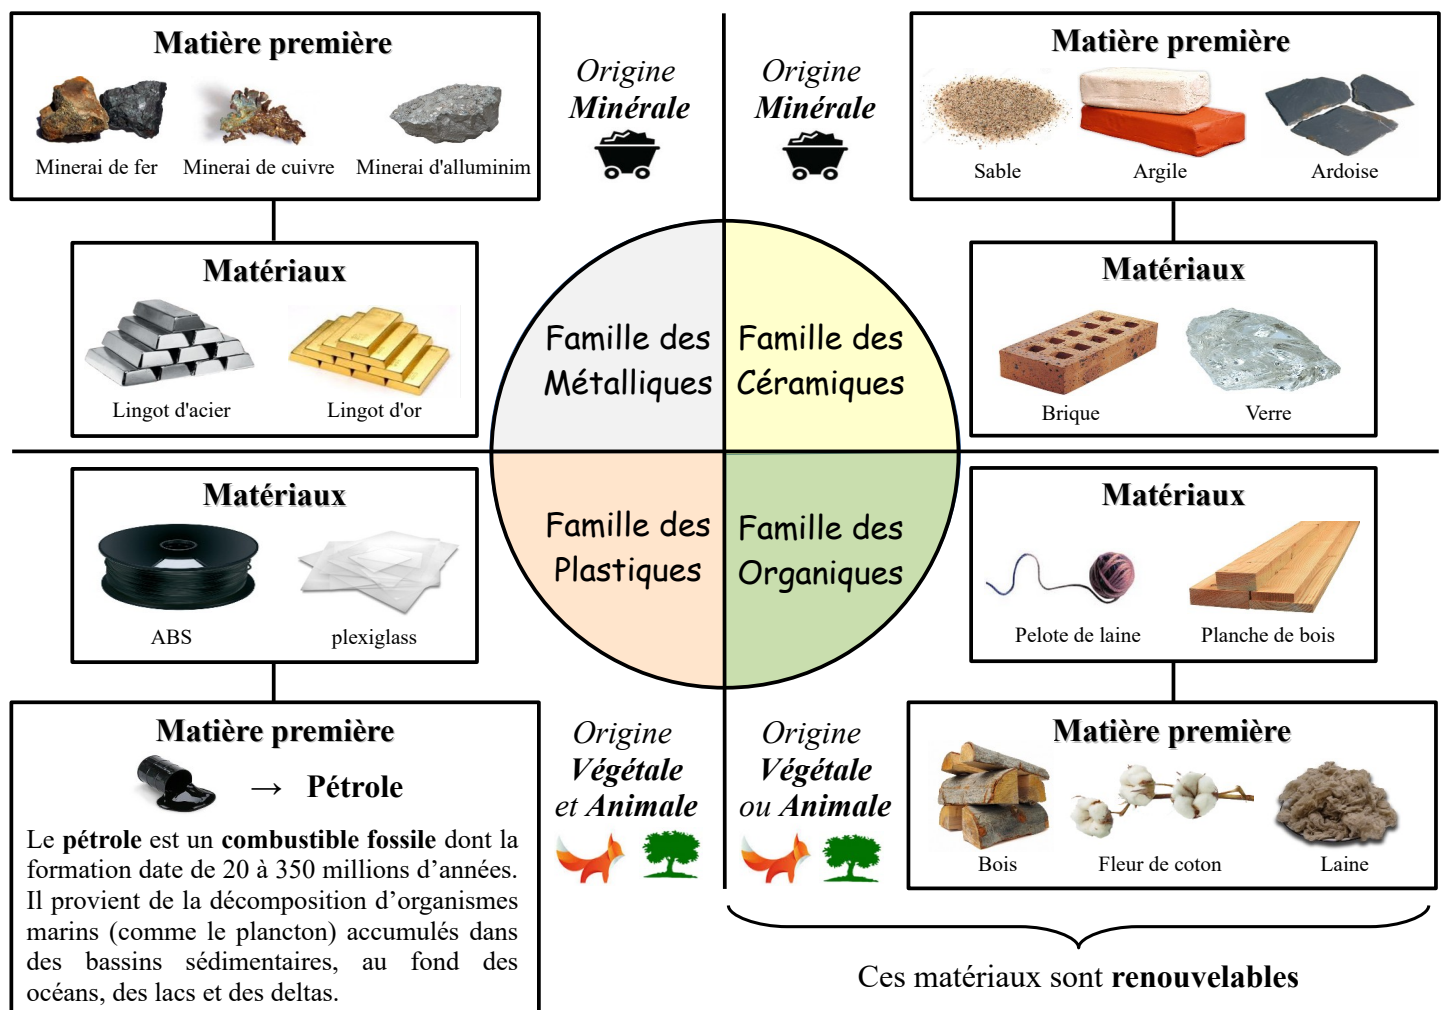 Matière première
Minerai de fer
Minerai de cuivre
Minerai d'alluminim
Origine
Minérale
Origine
Minérale
Matière première
Sable
Argile
Ardoise
Matériaux
Lingot d'acier
Lingot d'or
Famille des
Métalliques
Famille des
Céramiques
Matériaux
Brique
Verre
Matériaux
ABS
plexiglass
Famille des
Plastiques
Famille des
Organiques
Matériaux
Pelote de laine
Planche de bois
Matière première
→ Pétrole
Le pétrole est un combustible fossile dont la
formation date de 20 à 350 millions d’années.
Il provient de la décomposition d’organismes
marins (comme le plancton) accumulés dans
des bassins sédimentaires, au fond des
océans, des lacs et des deltas.
Origine
Végétale
et Animale
Origine
Végétale
ou Animale
Matière première
Bois
Fleur de coton
Laine
Ces matériaux sont renouvelables